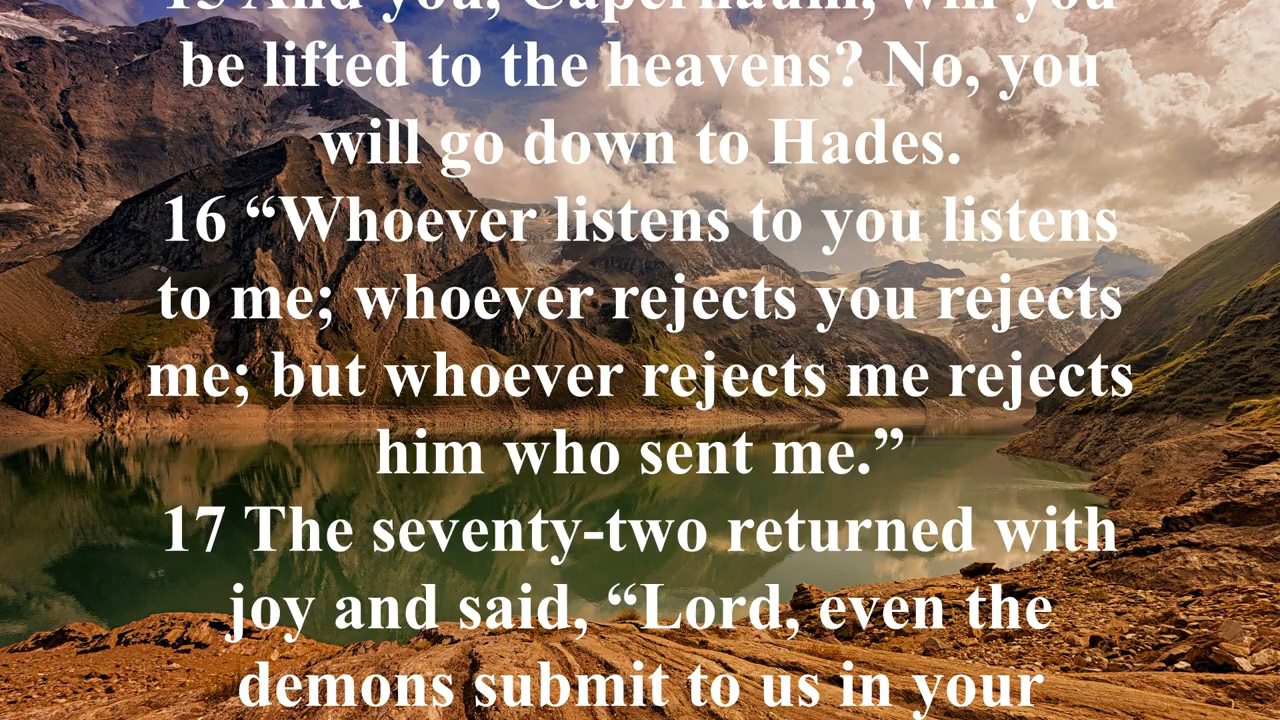 15 And you, Capernaum, will you
be lifted to the heavens? No, you
will go down to Hades.
16 “Whoever listens to you listens
to me; whoever rejects you rejects
me; but whoever rejects me rejects
him who sent me.”
17 The seventy-two returned with
joy and said, “Lord, even the
demons submit to us in your